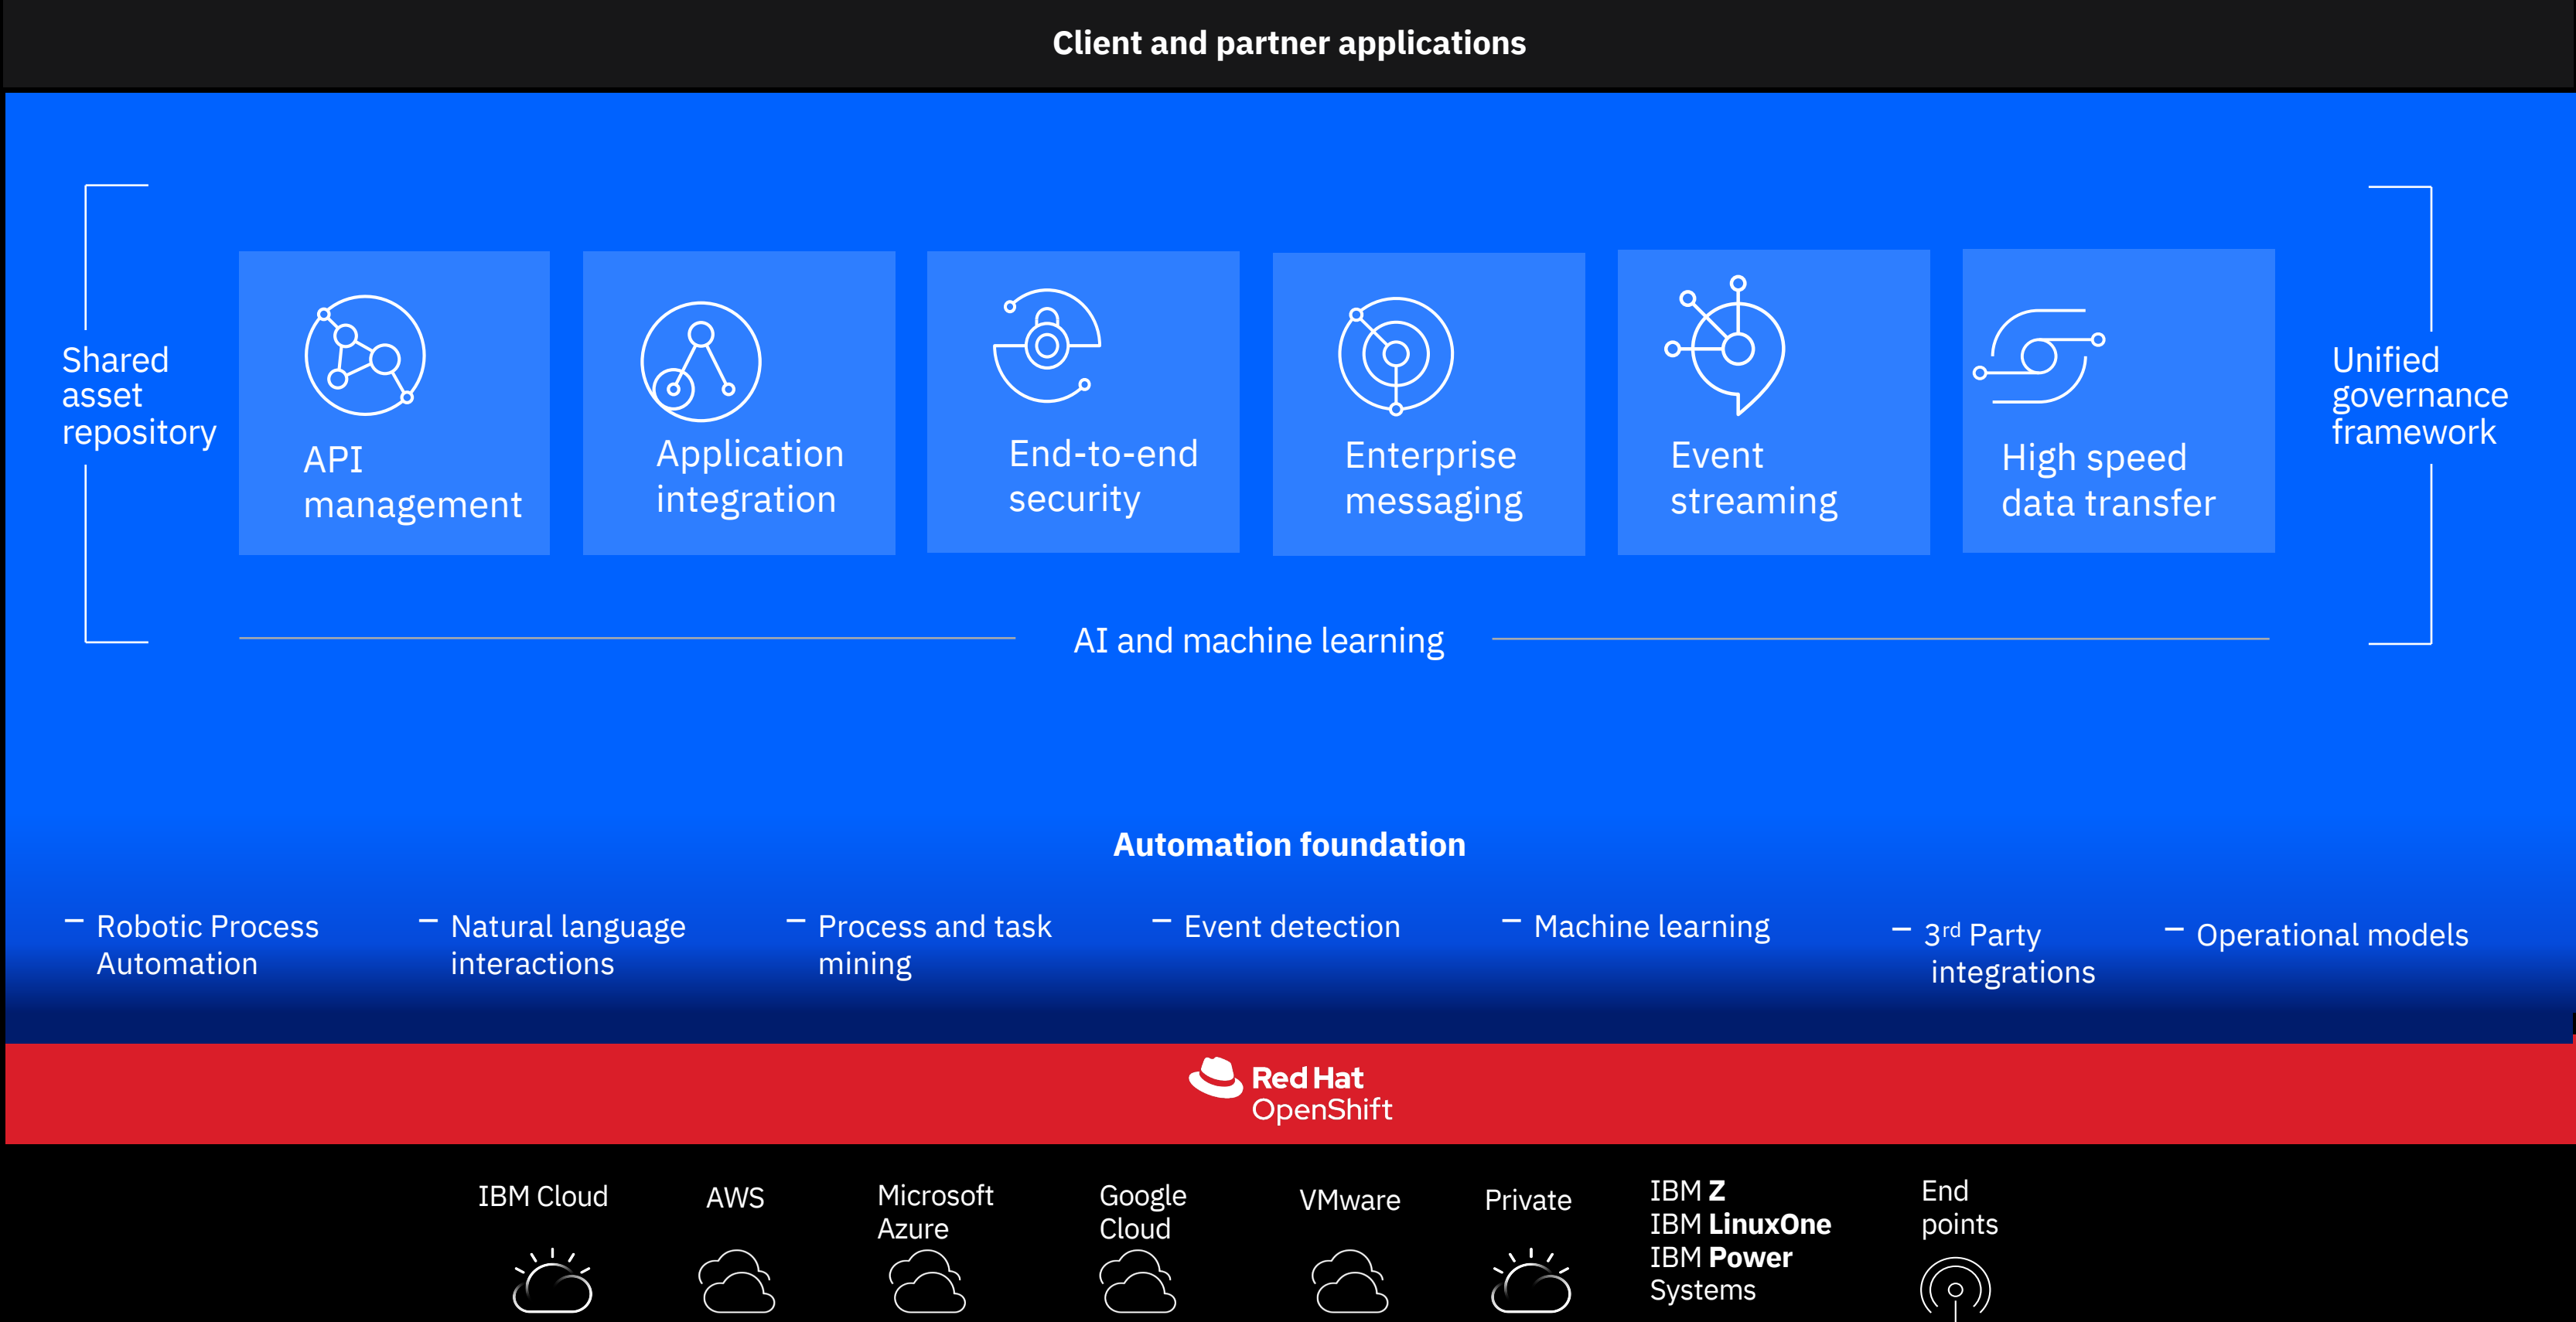 Client and partner applications
Shared
asset
repository
API
management
Application
integration
End-to-end
security
Enterprise
messaging
Event
streaming
High speed
data transfer
Unified
governance
framework
AI and machine learning
Automation foundation
– Robotic Process
Automation
– Natural language
interactions
– Process and task
mining
– Event detection
– Machine learning
– 3rd Party
integrations
– Operational models
Red Hat
OpenShift
IBM Cloud
AWS
Microsoft
Azure
Google
Cloud
VMware
Private
IBM Z
IBM LinuxOne
IBM Power
Systems
End
points